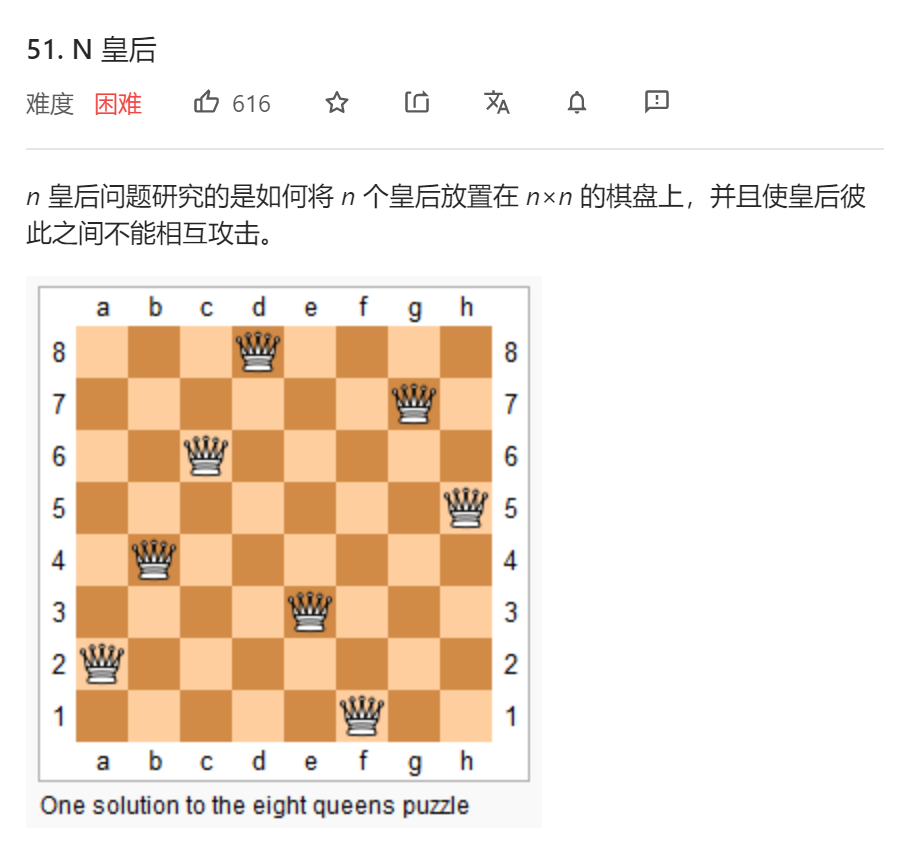 51. N 皇后
难度 困难 616
n 皇后问题研究的是如何将 n 个皇后放置在 n×n 的棋盘上，并且使皇后彼
此之间不能相互攻击。
a b c d e f g h
8 8
7 7
6 6
5 5
4 4
3 3
2 2
1 1
a b c d e f g h
One solution to the eight queens puzzle